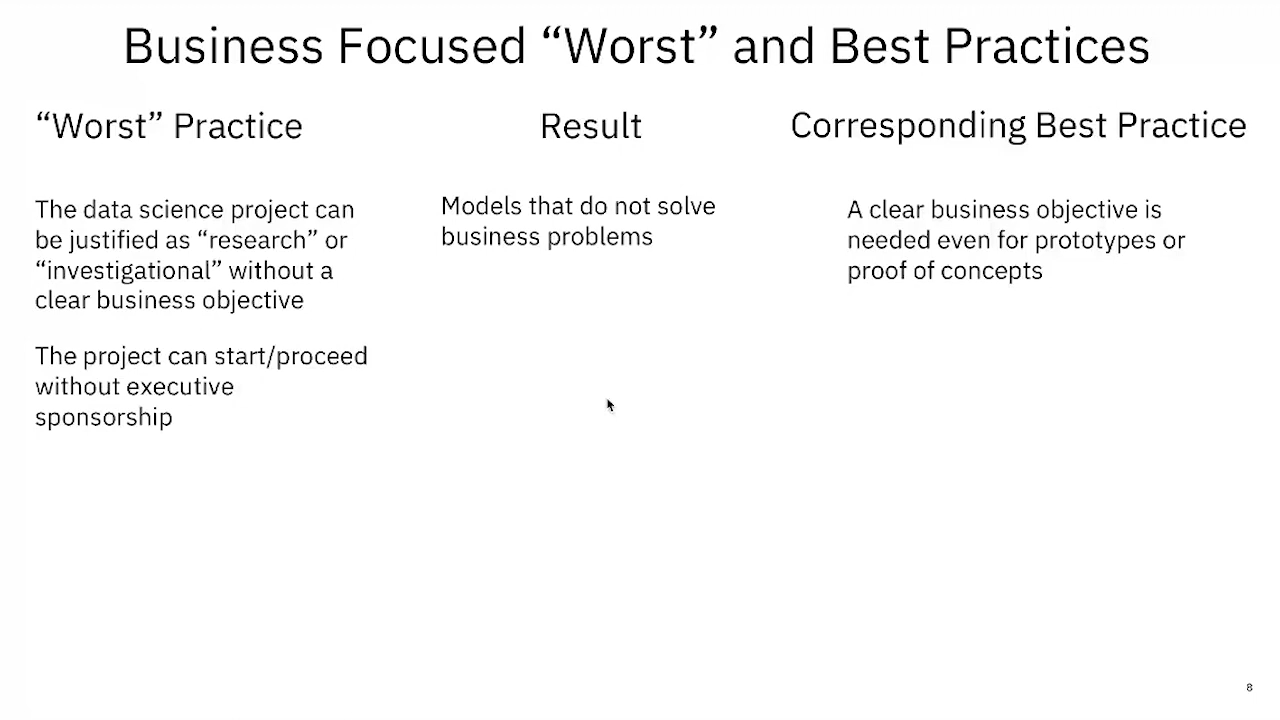 Business Focused “Worst” and Best Practices
“Worst” Practice
Result
Corresponding Best Practice
The data science project can
be justified as “research” or
“investigational” without a
clear business objective
Models that do not solve
business problems
A clear business objective is
needed even for prototypes or
proof of concepts
The project can start/proceed
without executive
sponsorship
8